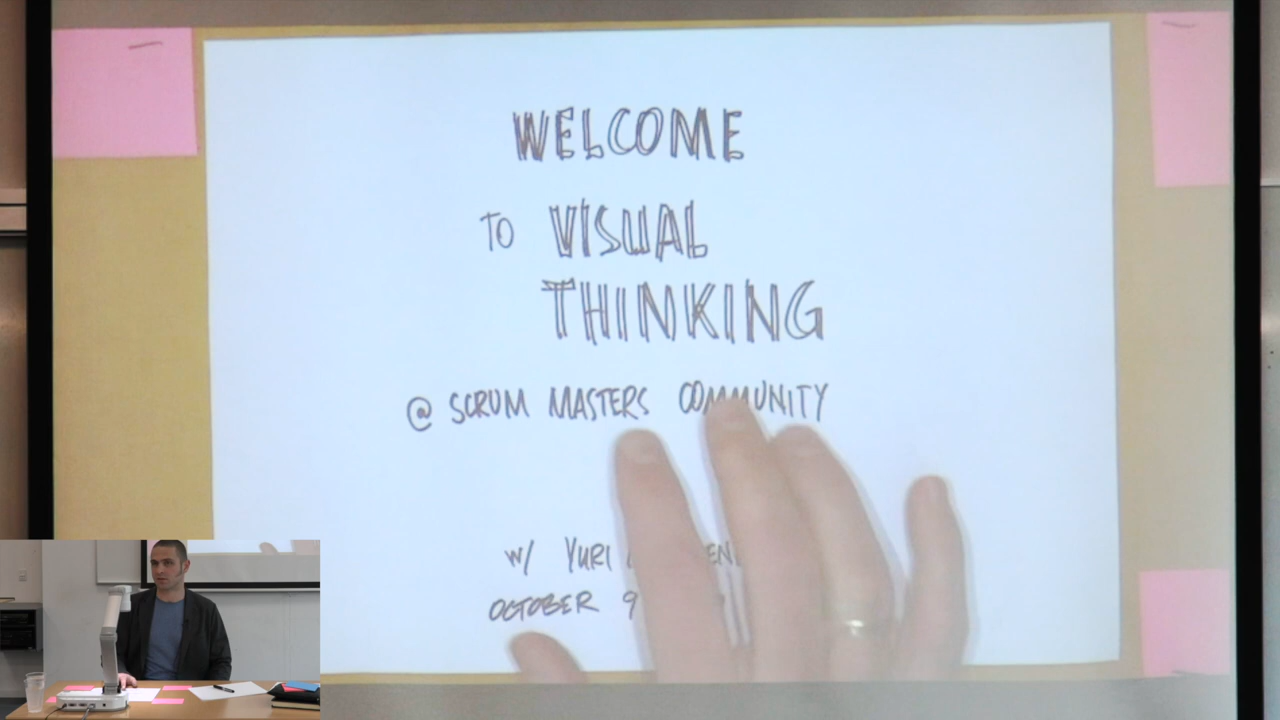 WELCOME
TO VISUAL
THINKING
@ SCRUM MASTERS COMMUNITY
W/ YURI
OCTOBER 9